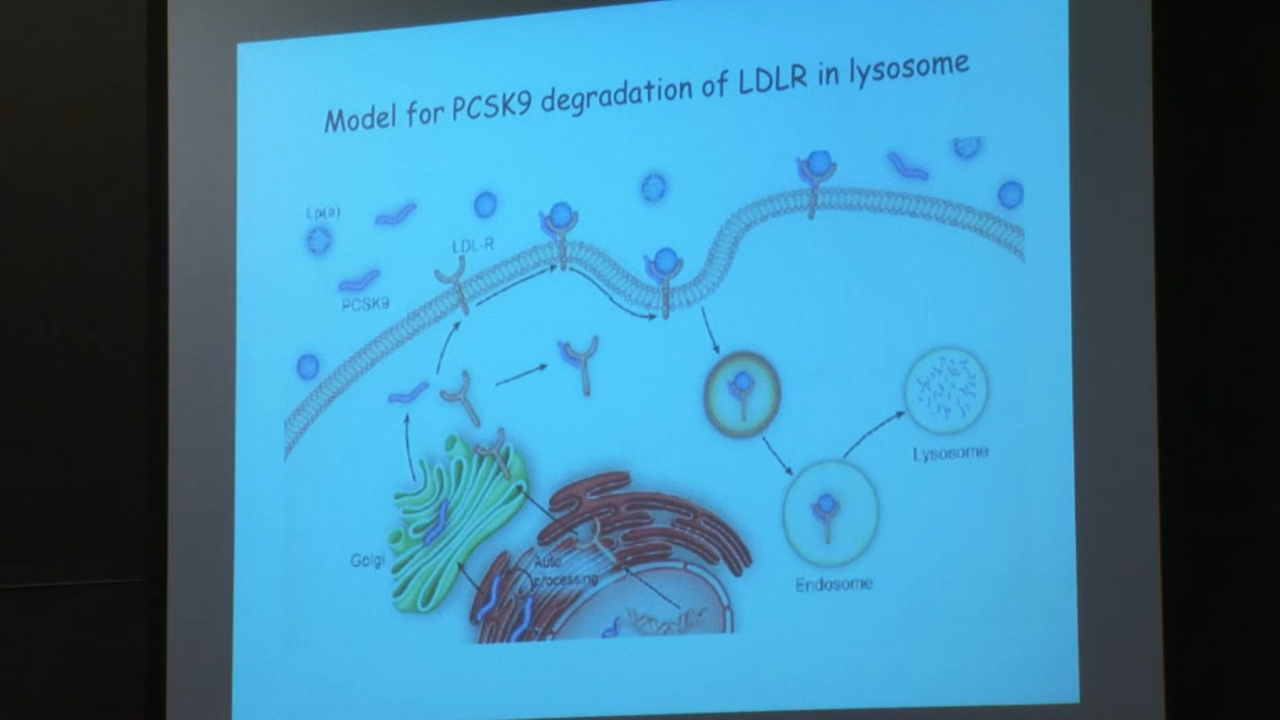 Model for PCSK9 degradation of LDLR in lysosome
Lp(a)
LDL-R
PCSK9
Lysosome
Golgi
Auto
processing
Endosome